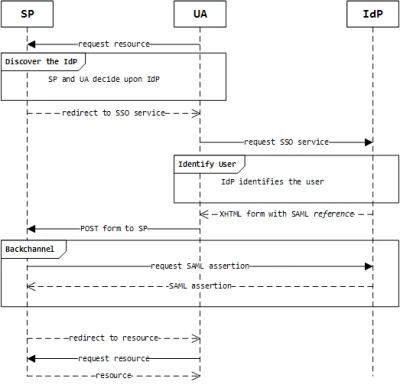 SP UA IdP
request resource
Discover the IdP
SP and UA decide upon IdP
redirect to SSO service
request SSO service
Identify User
IdP identifies the user
XHTML form with SAML reference
POST form to SP
Backchannel
request SAML assertion
SAML assertion
redirect to resource
request resource
resource